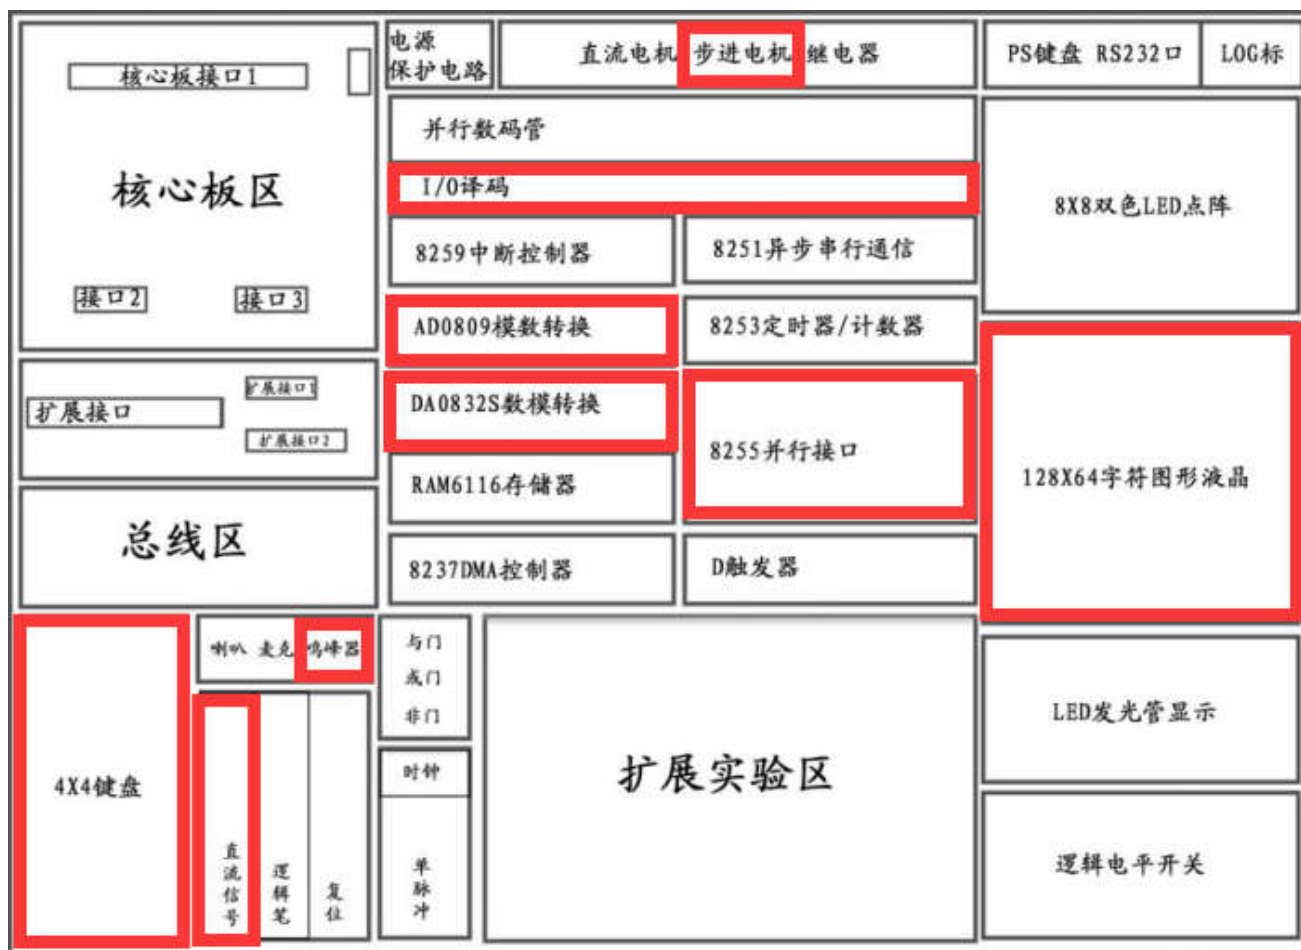 核心板接口1
核心板区
接口2
接口3
电源
保护电路
直流电机 步进电机 继电器
PS键盘 RS232口
LOG标
并行数码管
I/O译码
8259中断控制器
8251异步串行通信
AD0809模数转换
8253定时器/计数器
DA0832S数模转换
8255并行接口
RAM6116存储器
8237DMA控制器
D触发器
8X8双色LED点阵
128X64字符图形液晶
扩展接口
扩展接口1
扩展接口2
总线区
4X4键盘
喇叭 麦克 鸣峰器
直流信号
逻辑笔
复位
与门
或门
非门
时钟
单脉冲
扩展实验区
LED发光管显示
逻辑电平开关